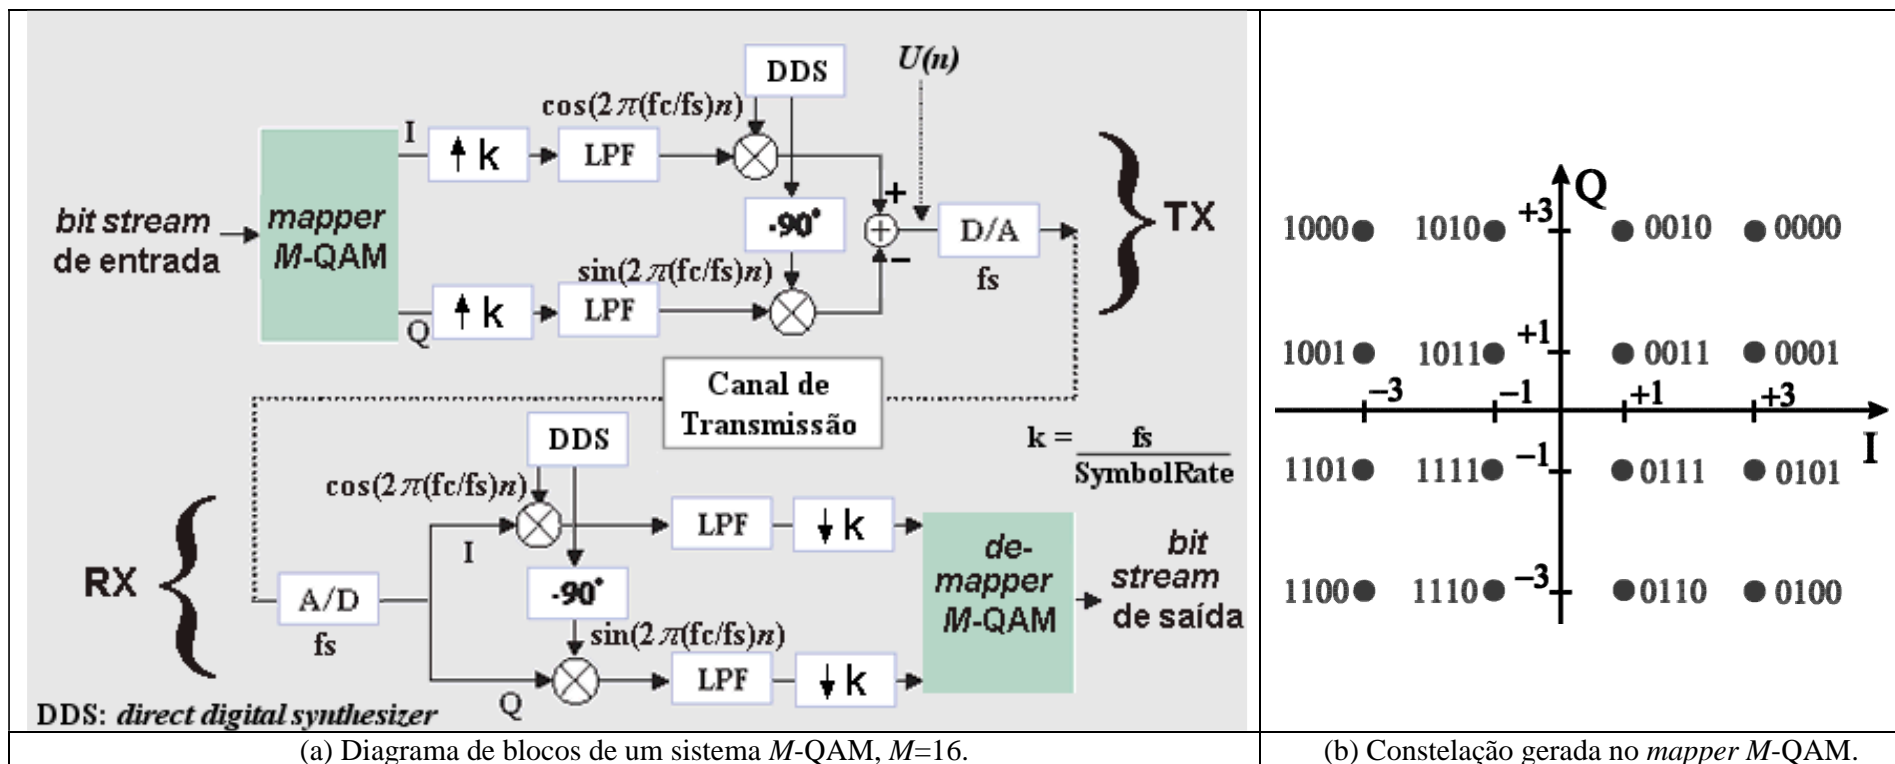 DDS
U(n)
cos(2π(fc/fs)n)
I
↑ k
LPF
bit stream
de entrada
mapper
M-QAM
-90°
+
−
D/A
fs
TX
sin(2π(fc/fs)n)
Q
↑ k
LPF
Canal de
Transmissão
k = fs
SymbolRate
DDS
cos(2π(fc/fs)n)
I
LPF
↓ k
RX
A/D
fs
-90°
de-
mapper
M-QAM
bit
stream
de saída
sin(2π(fc/fs)n)
Q
LPF
↓ k
DDS: direct digital synthesizer
(a) Diagrama de blocos de um sistema M-QAM, M=16.
Q
1000 1010 +3 0010 0000
1001 1011 +1 0011 0001
−3 −1 +1 +3
I
1101 1111 −1 0111 0101
1100 1110 −3 0110 0100
(b) Constelação gerada no mapper M-QAM.